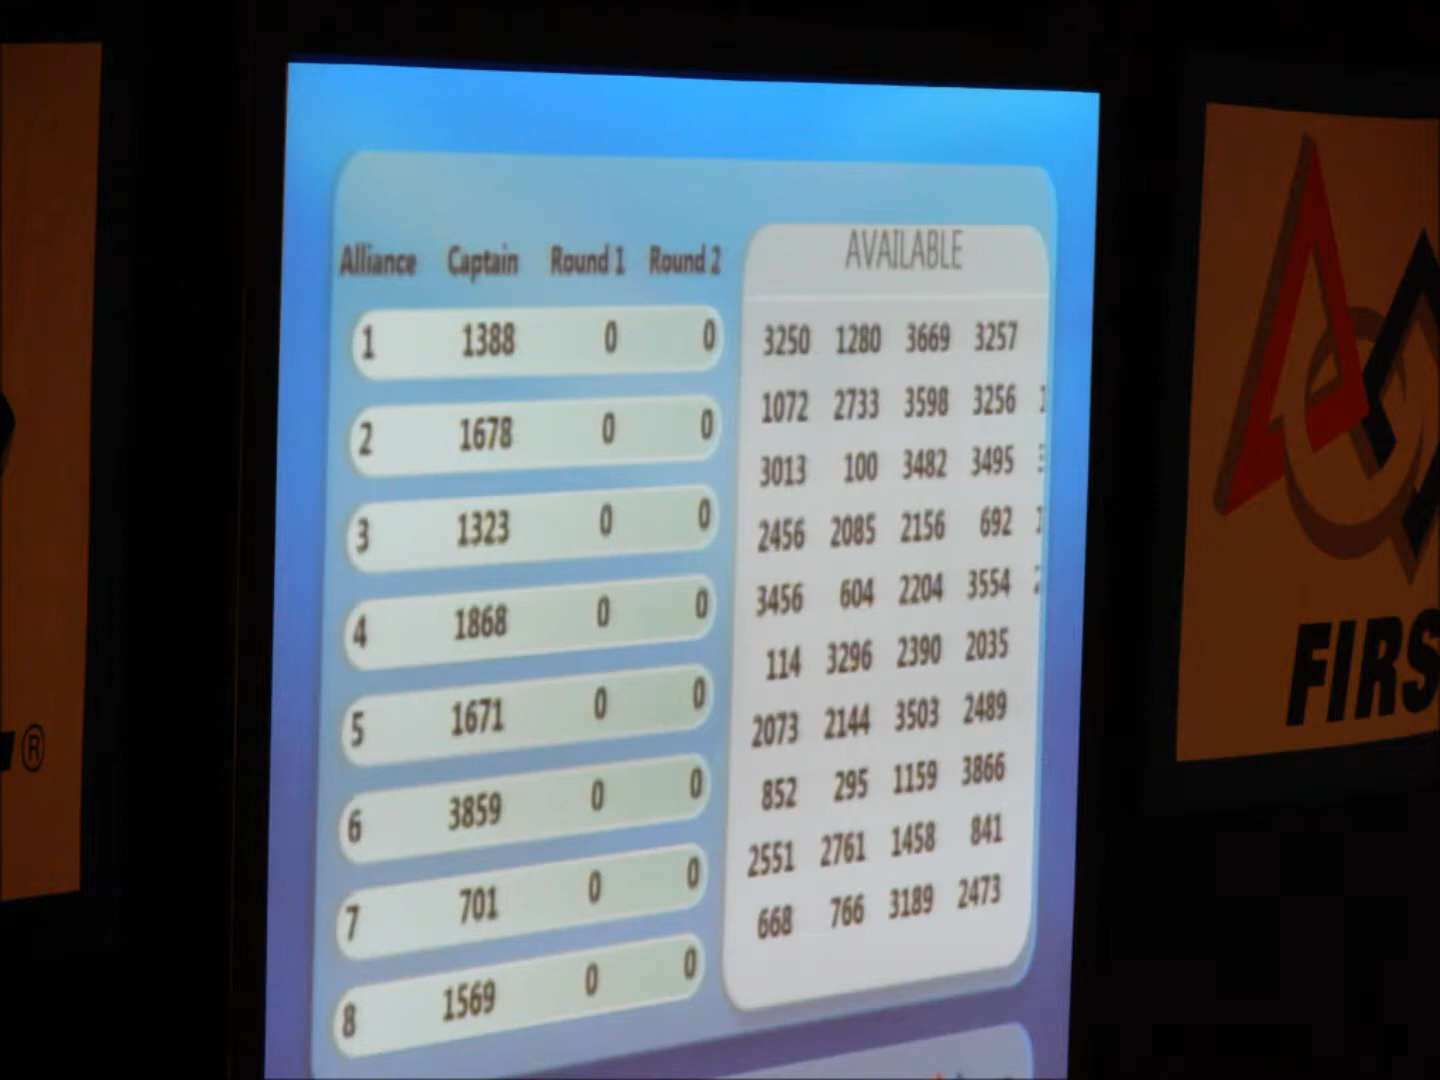 Alliance Captain Round 1 Round 2
1 1388 0 0
2 1678 0 0
3 1323 0 0
4 1868 0 0
5 1671 0 0
6 3859 0 0
7 701 0 0
8 1569 0 0
AVAILABLE
3250 1280 3669 3257
1072 2733 3598 3256
3013 100 3482 3495
2456 2085 2156 692
3456 604 2204 3554
114 3296 2390 2035
2073 2144 3503 2489
852 295 1159 3866
2551 2761 1458 841
668 766 3189 2473
®
FIRS